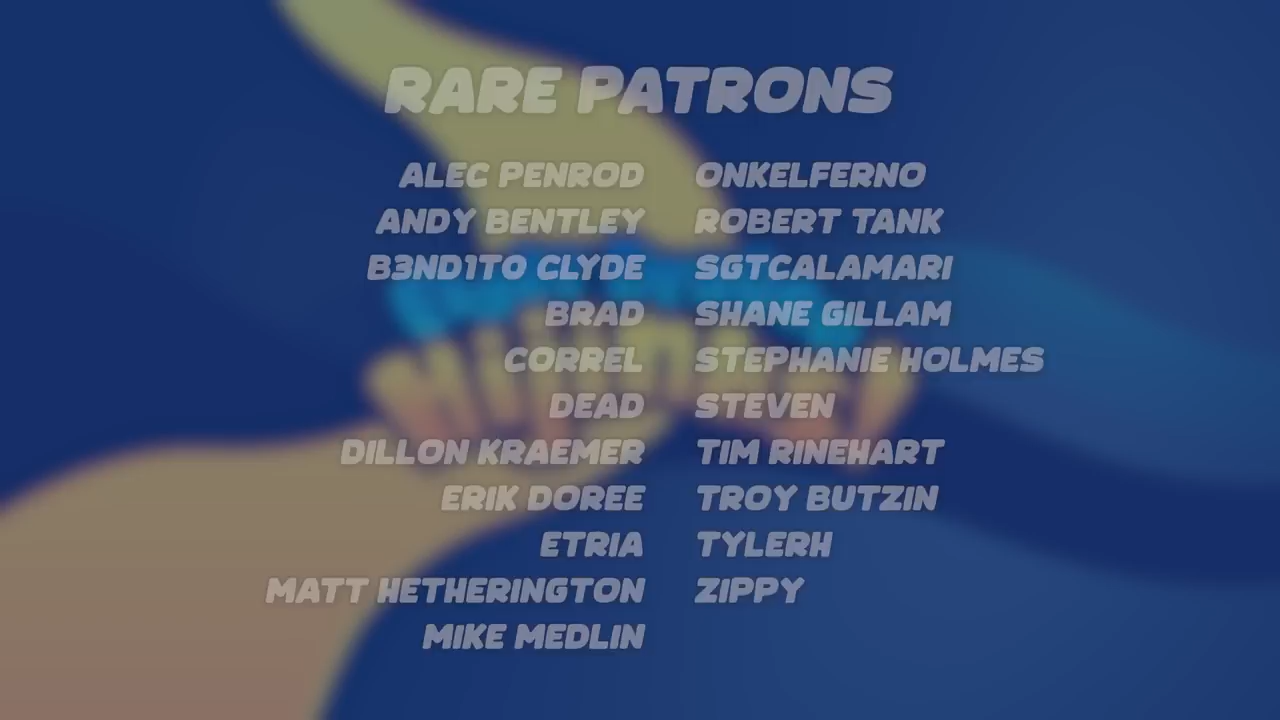 RARE PATRONS
ALEC PENROD
ANDY BENTLEY
B3ND1T0 CLYDE
BRAD
CORREL
DEAD
DILLON KRAEMER
ERIK DOREE
ETRIA
MATT HETHERINGTON
MIKE MEDLIN
ONKELFERNO
ROBERT TANK
SGTCALAMARI
SHANE GILLAM
STEPHANIE HOLMES
STEVEN
TIM RINEHART
TROY BUTZIN
TYLERH
ZIPPY